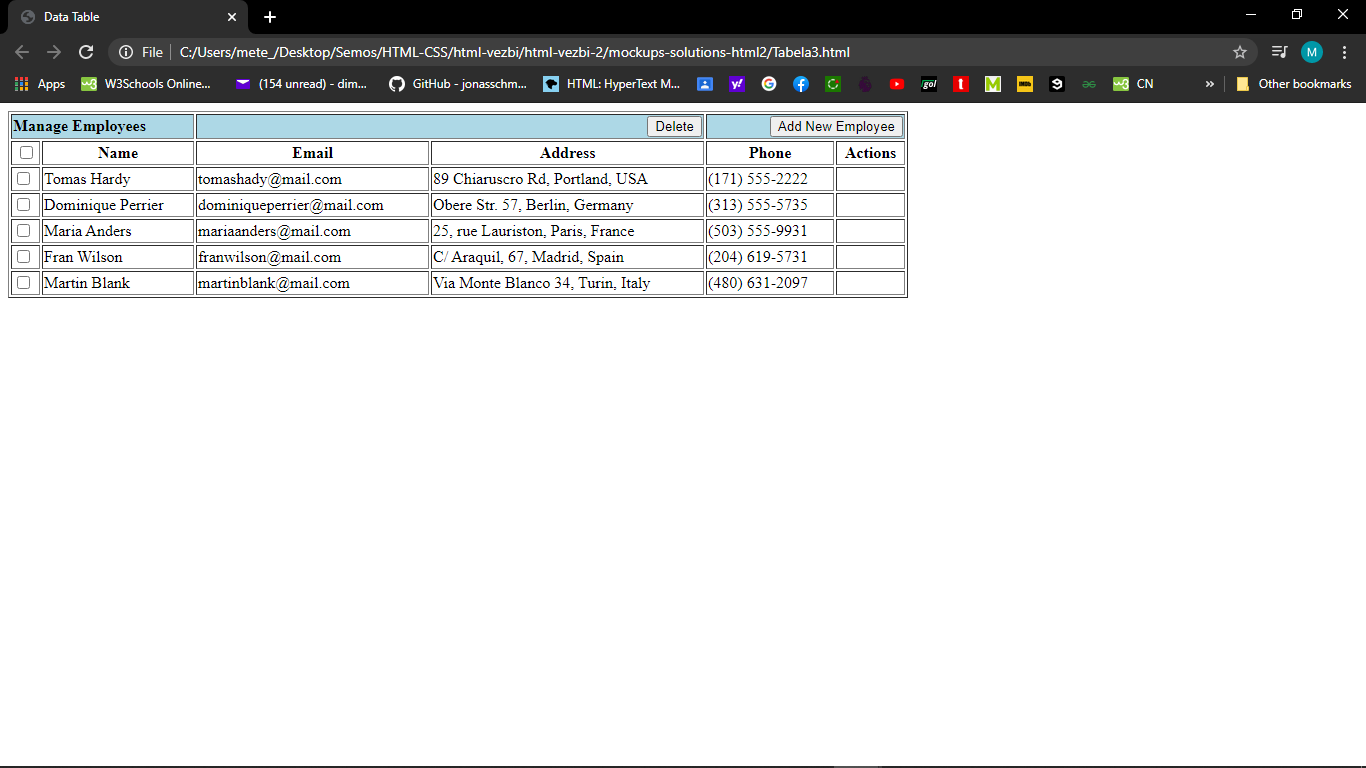 Data Table
File C:/Users/mete_/Desktop/Semos/HTML-CSS/html-vezbi/html-vezbi-2/mockups-solutions-html2/Tabela3.html M
Apps W3Schools Online... (154 unread) - dim... GitHub - jonasschm... HTML: HyperText M... CN » Other bookmarks
Manage Employees Delete Add New Employee
Name Email Address Phone Actions
Tomas Hardy tomashady@mail.com 89 Chiaruscro Rd, Portland, USA (171) 555-2222
Dominique Perrier dominiqueperrier@mail.com Obere Str. 57, Berlin, Germany (313) 555-5735
Maria Anders mariaanders@mail.com 25, rue Lauriston, Paris, France (503) 555-9931
Fran Wilson franwilson@mail.com C/ Araquil, 67, Madrid, Spain (204) 619-5731
Martin Blank martinblank@mail.com Via Monte Blanco 34, Turin, Italy (480) 631-2097